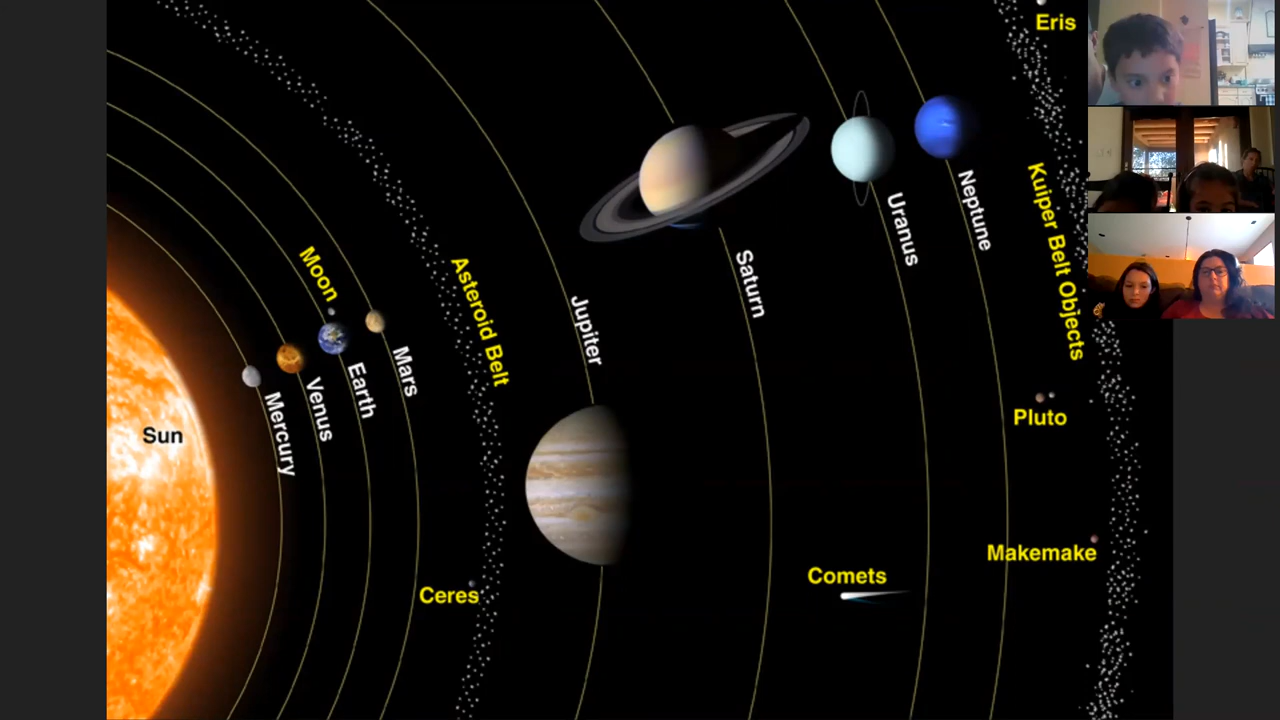 Eris
Kuiper Belt Objects
Neptune
Uranus
Saturn
Jupiter
Asteroid Belt
Moon
Mars
Earth
Venus
Mercury
Sun
Pluto
Makemake
Comets
Ceres